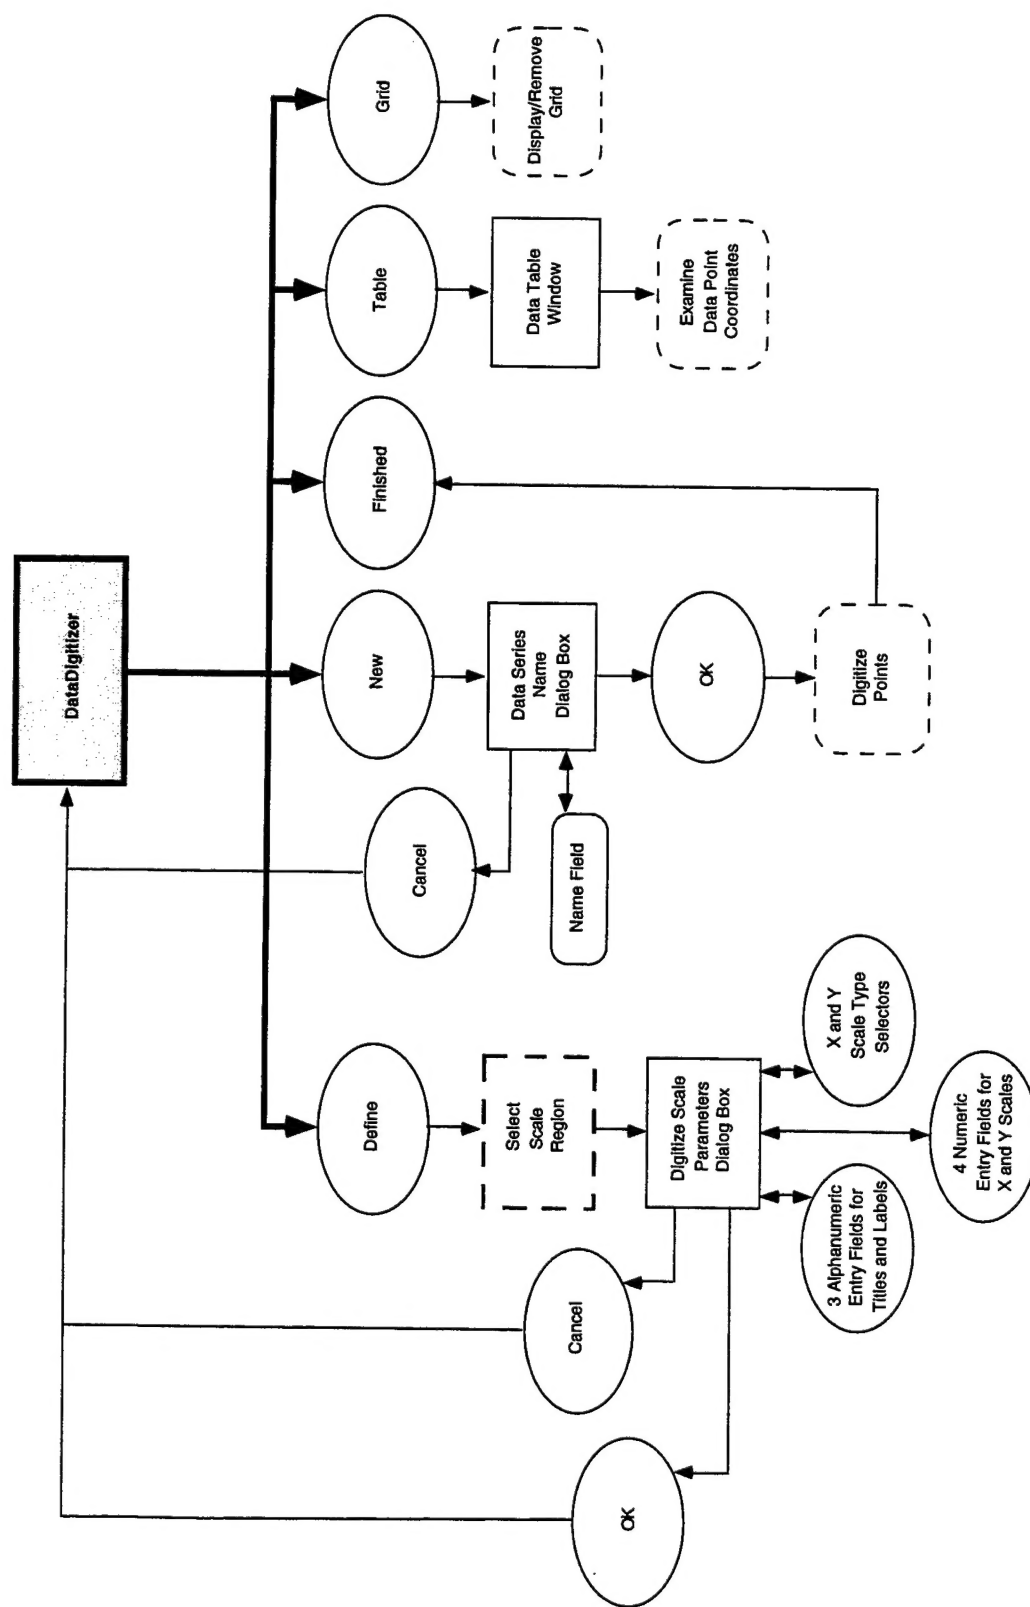 DataDigitizer
Define
New
Finished
Table
Grid
Cancel
Select
Scale
Region
Data Series
Name
Dialog Box
Data Table
Window
Display/Remove
Grid
Cancel
Name Field
OK
Examine
Data Point
Coordinates
OK
Digitize Scale
Parameters
Dialog Box
Digitize
Points
3 Alphanumeric
Entry Fields for
Titles and Labels
X and Y
Scale Type
Selectors
4 Numeric
Entry Fields for
X and Y Scales